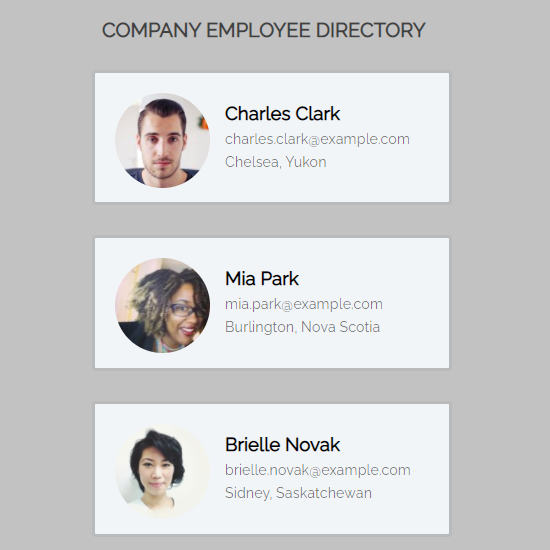 COMPANY EMPLOYEE DIRECTORY
Charles Clark
charles.clark@example.com
Chelsea, Yukon
Mia Park
mia.park@example.com
Burlington, Nova Scotia
Brielle Novak
brielle.novak@example.com
Sidney, Saskatchewan